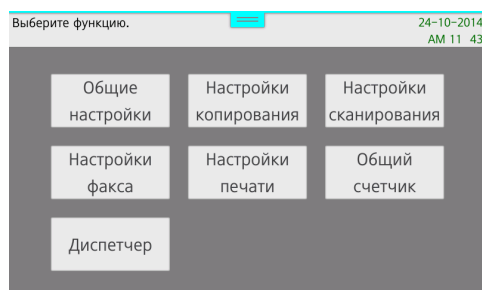 Выберите функцию.
24-10-2014
AM 11 43
Общие
настройки
Настройки
копирования
Настройки
сканирования
Настройки
факса
Настройки
печати
Общий
счетчик
Диспетчер